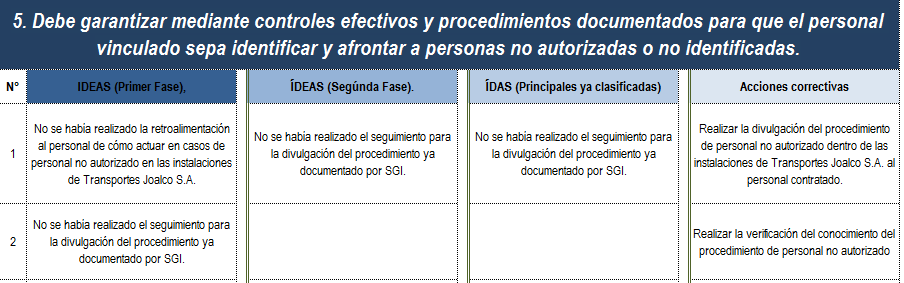 5. Debe garantizar mediante controles efectivos y procedimientos documentados para que el personal
vinculado sepa identificar y afrontar a personas no autorizadas o no identificadas.
N° IDEAS (Primer Fase), ÍDEAS (Segúnda Fase). ÍDAS (Principales ya clasificadas) Acciones correctivas
1
No se había realizado la retroalimentación
al personal de cómo actuar en casos de
personal no autorizado en las instalaciones
de Transportes Joalco S.A.
No se había realizado el seguimiento para
la divulgación del procedimiento ya
documentado por SGI.
No se había realizado el seguimiento para
la divulgación del procedimiento ya
documentado por SGI.
Realizar la divulgación del procedimiento
de personal no autorizado dentro de las
instalaciones de Transportes Joalco S.A. al
personal contratado.
2
No se había realizado el seguimiento para
la divulgación del procedimiento ya
documentado por SGI.
Realizar la verificación del conocimiento del
procedimiento de personal no autorizado